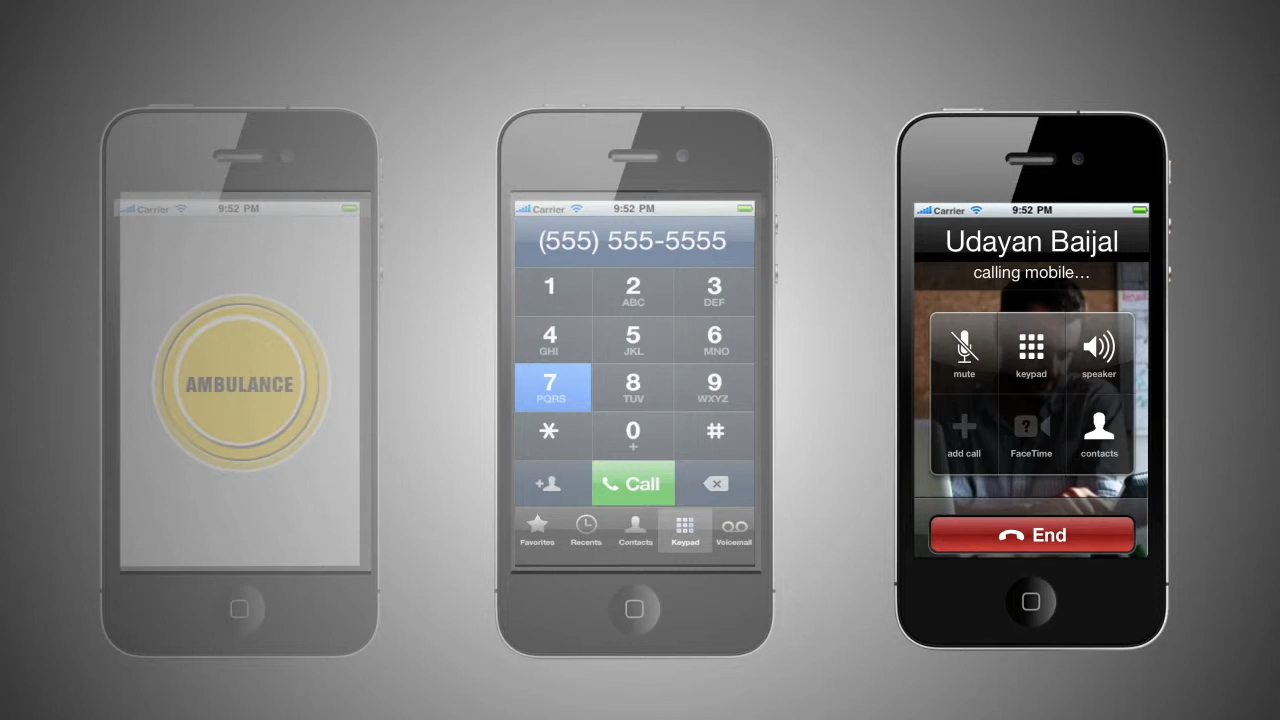 Carrier 9:52 PM
AMBULANCE
Carrier 9:52 PM
(555) 555-5555
1 2 ABC 3 DEF
4 GHI 5 JKL 6 MNO
7 PQRS 8 TUV 9 WXYZ
* 0 + #
+ Call
Favorites Recents Contacts Keypad Voicemail
Carrier 9:52 PM
Udayan Baijal
calling mobile...
mute keypad speaker
add call FaceTime contacts
End